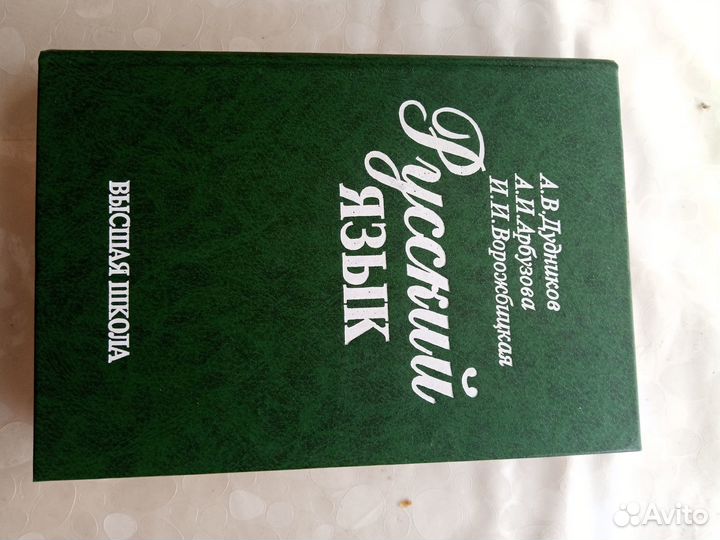 А.В.Дудников
А.И.Арбузова
И.И.Ворожбицкая
Русский
ЯЗЫК
ВЫСШАЯ ШКОЛА
Avito